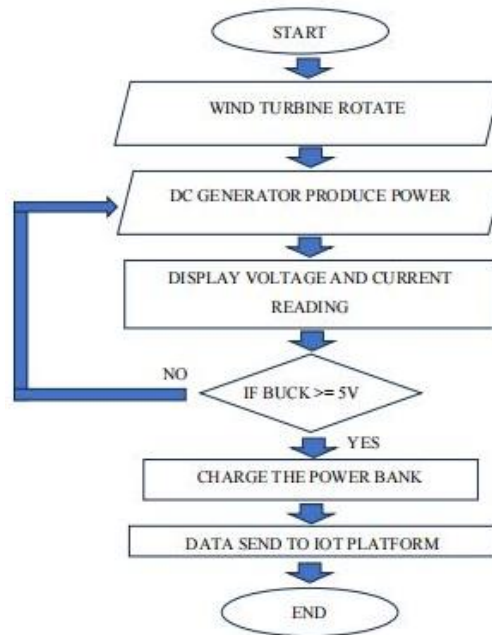 START
WIND TURBINE ROTATE
DC GENERATOR PRODUCE POWER
DISPLAY VOLTAGE AND CURRENT
READING
NO
IF BUCK >= 5V
YES
CHARGE THE POWER BANK
DATA SEND TO IOT PLATFORM
END